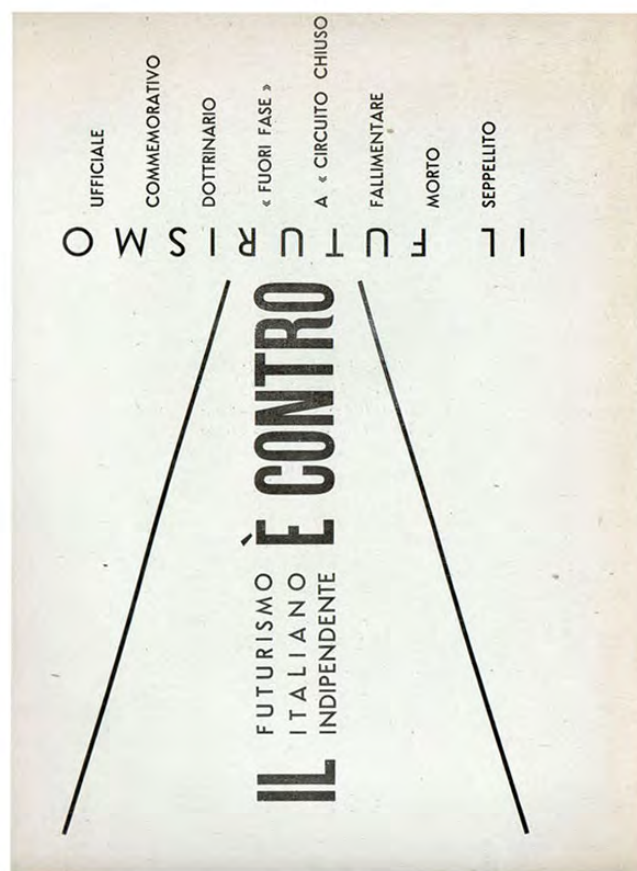 IL
FUTURISMO
ITALIANO
INDIPENDENTE
È CONTRO
IL FUTURISMO
UFFICIALE
COMMEMORATIVO
DOTTRINARIO
« FUORI FASE »
A « CIRCUITO CHIUSO
FALLIMENTARE
MORTO
SEPPELLITO